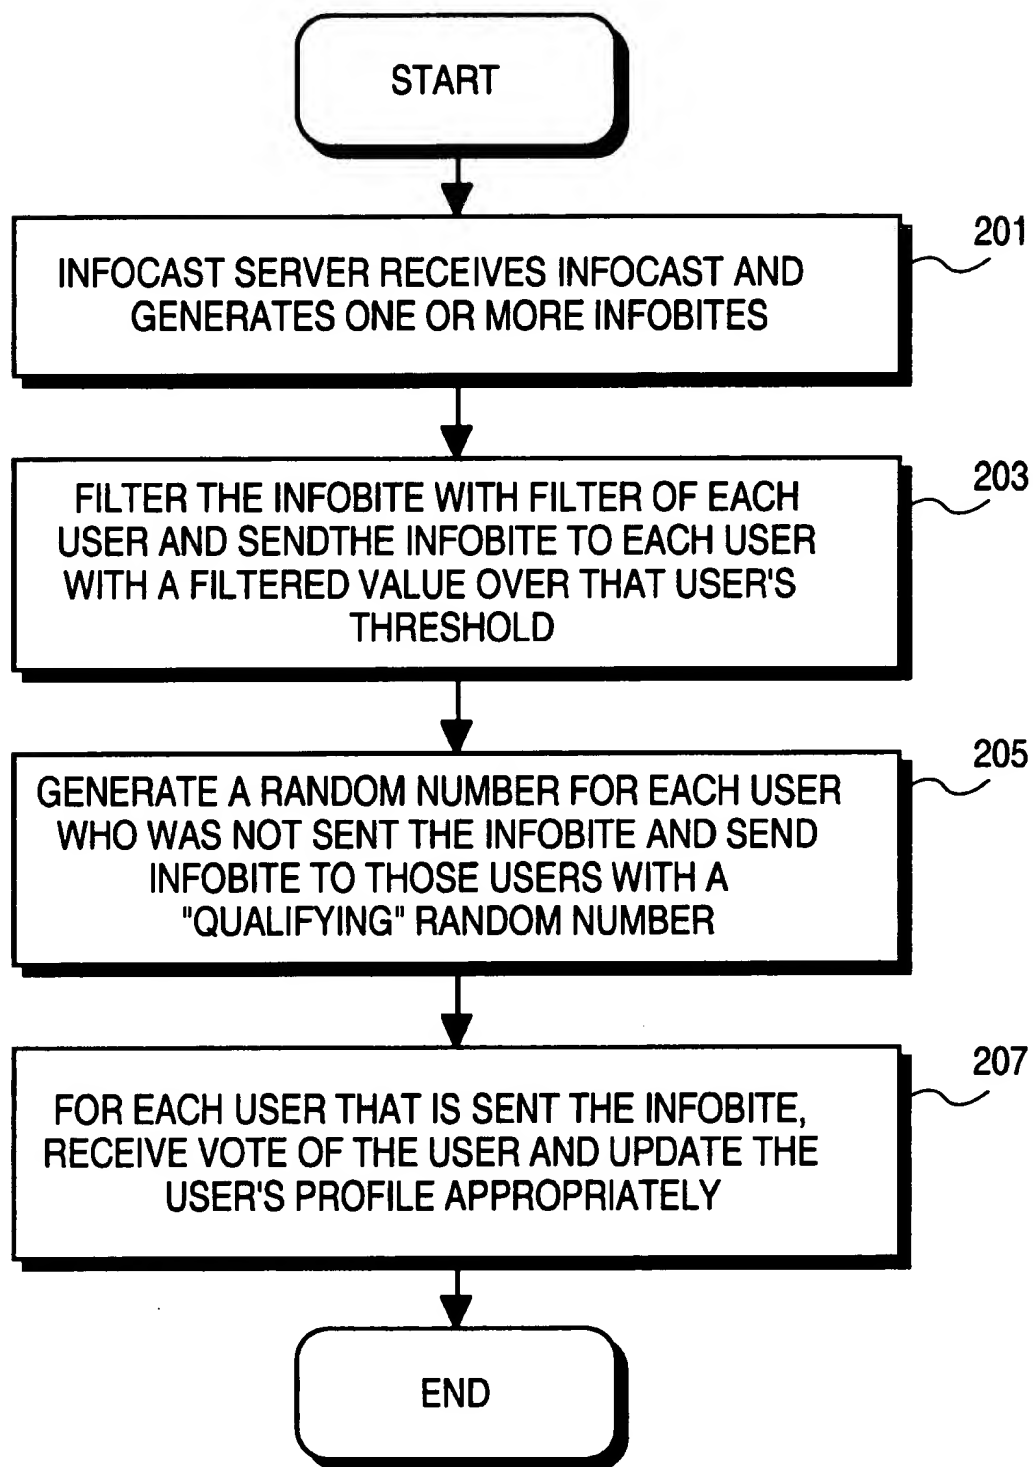 START
201
INFOCAST SERVER RECEIVES INFOCAST AND
GENERATES ONE OR MORE INFOBITES
203
FILTER THE INFOBITE WITH FILTER OF EACH
USER AND SENDTHE INFOBITE TO EACH USER
WITH A FILTERED VALUE OVER THAT USER'S
THRESHOLD
205
GENERATE A RANDOM NUMBER FOR EACH USER
WHO WAS NOT SENT THE INFOBITE AND SEND
INFOBITE TO THOSE USERS WITH A
"QUALIFYING" RANDOM NUMBER
207
FOR EACH USER THAT IS SENT THE INFOBITE,
RECEIVE VOTE OF THE USER AND UPDATE THE
USER'S PROFILE APPROPRIATELY
END